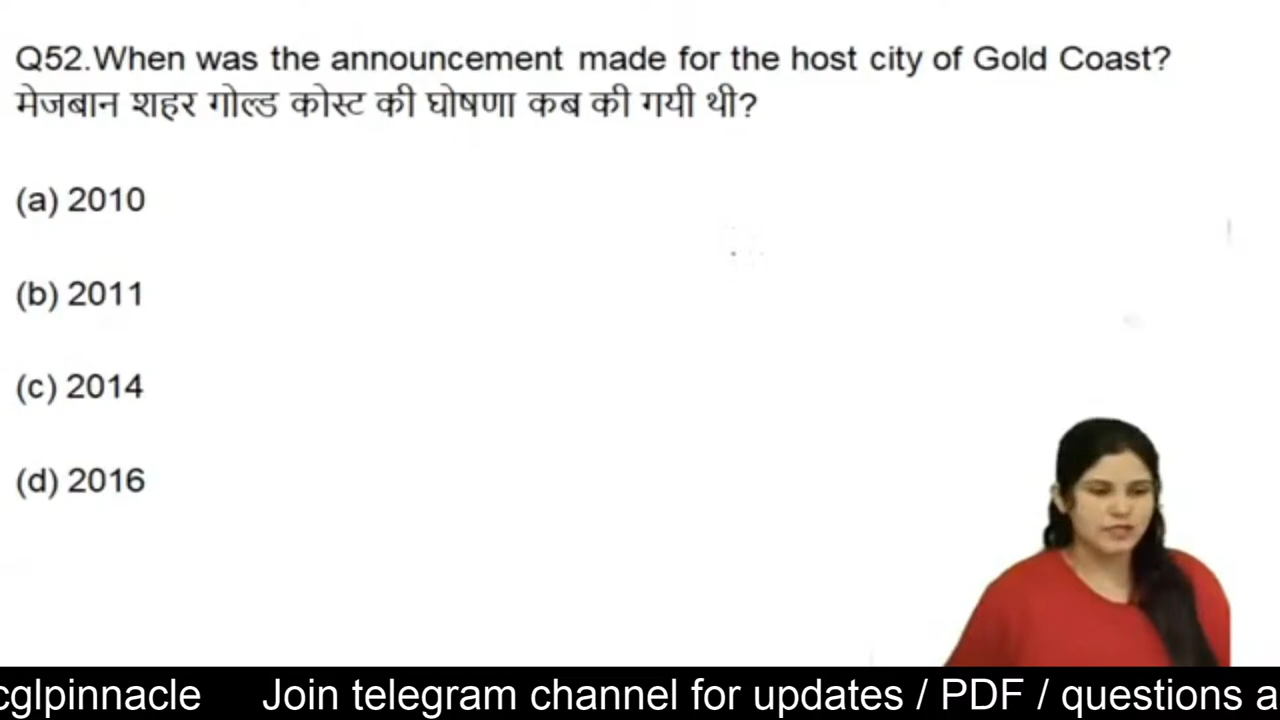 Q52.When was the announcement made for the host city of Gold Coast?
मेजबान शहर गोल्ड कोस्ट की घोषणा कब की गयी थी?
(a) 2010
(b) 2011
(c) 2014
(d) 2016
cglpinnacle Join telegram channel for updates / PDF / questions a